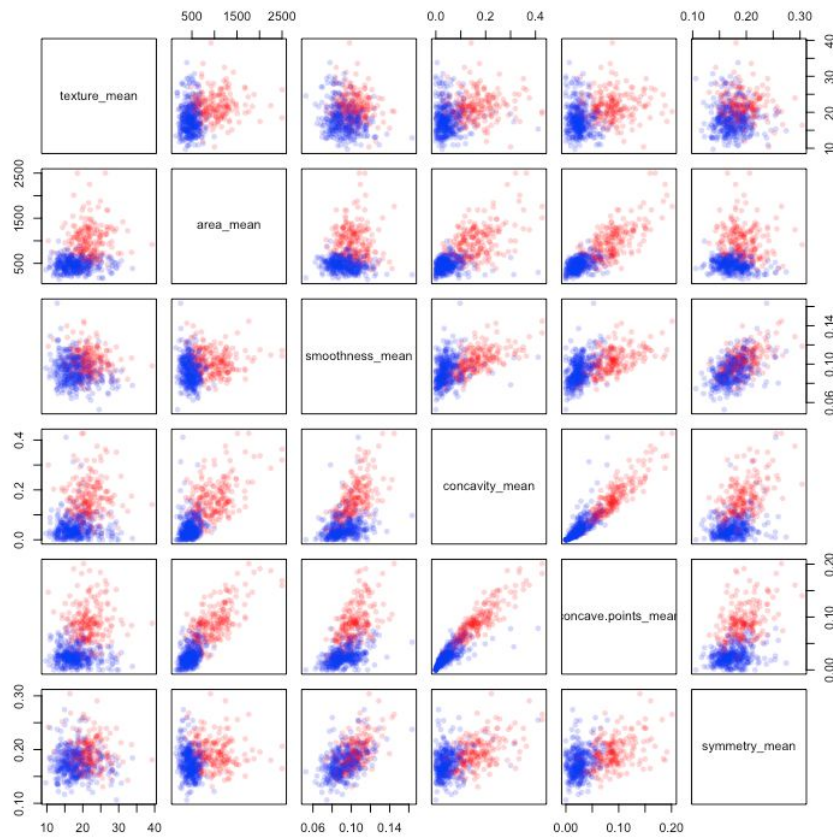 500 1500 2500
0.0 0.2 0.4
0.10 0.20 0.30
texture_mean
10 20 30 40
500 1500 2500
area_mean
smoothness_mean
0.06 0.10 0.14
0.0 0.2 0.4
concavity_mean
oncave.points_mear
0.00 0.10 0.20
0.10 0.20 0.30
symmetry_mean
10 20 30 40
0.06 0.10 0.14
0.00 0.10 0.20